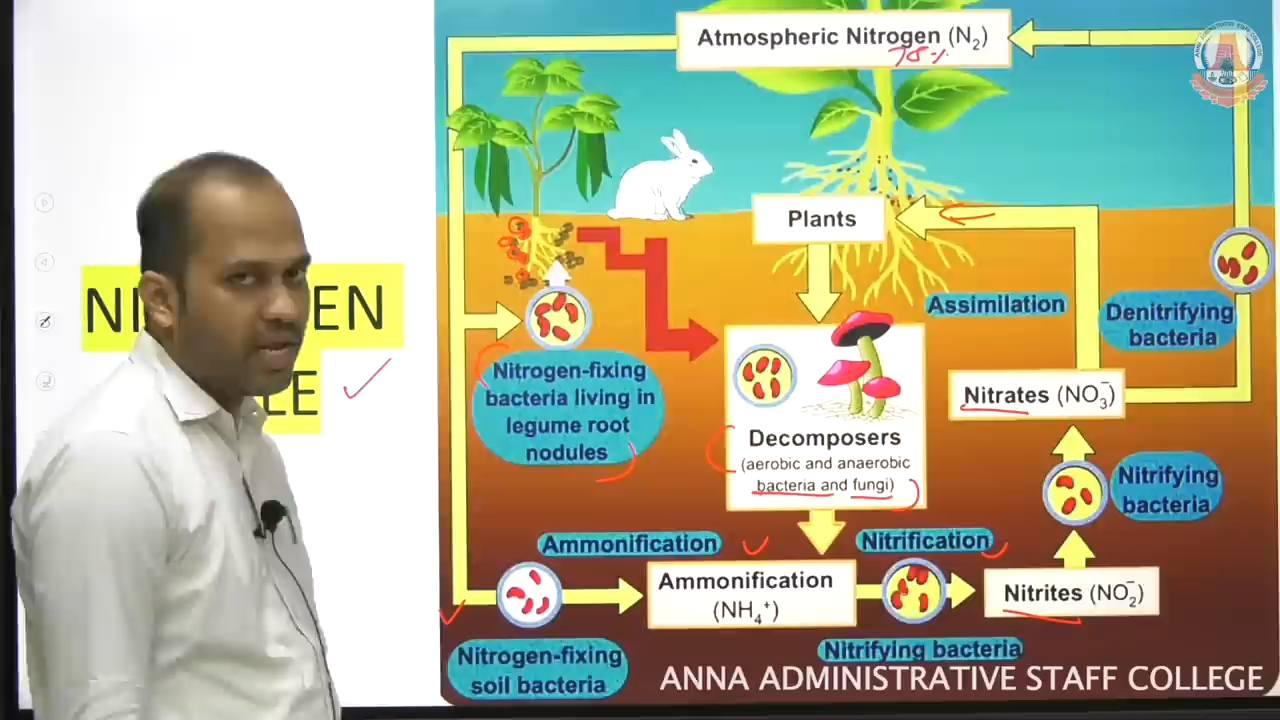 NI EN
LE
Atmospheric Nitrogen (N₂)
78%
Plants
Assimilation
Denitrifying
bacteria
Nitrogen-fixing
bacteria living in
legume root
nodules
Decomposers
(aerobic and anaerobic
bacteria and fungi)
Nitrates (NO₃⁻)
Nitrifying
bacteria
Ammonification
Nitrification
Ammonification
(NH₄⁺)
Nitrites (NO₂⁻)
Nitrogen-fixing
soil bacteria
Nitrifying bacteria
ANNA ADMINISTRATIVE STAFF COLLEGE